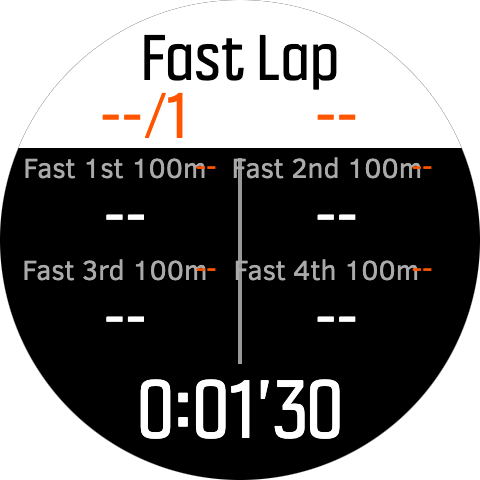 Fast Lap
--/1 --
Fast 1st 100m-- Fast 2nd 100m--
-- --
Fast 3rd 100m-- Fast 4th 100m--
-- --
0:01'30